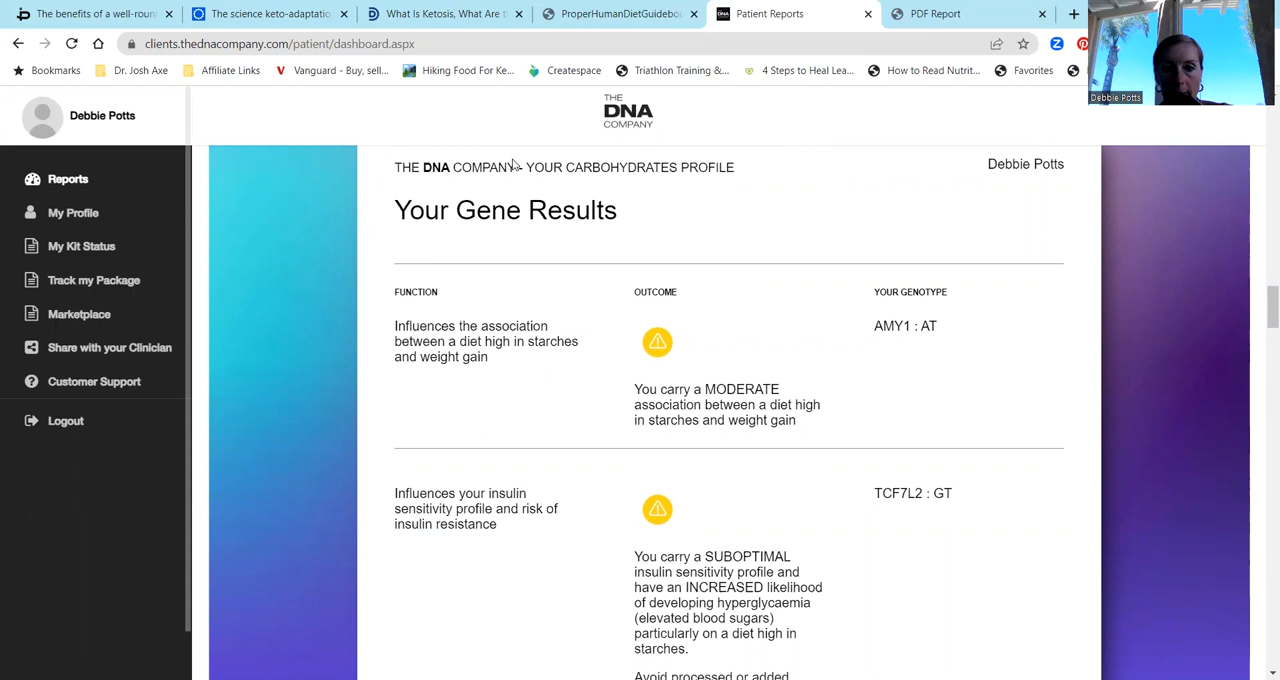 The benefits of a well-roun
The science keto-adaptation
What Is Ketosis, What Are t
ProperHumanDietGuideboo
Patient Reports
PDF Report
clients.thednacompany.com/patient/dashboard.aspx
Bookmarks
Dr. Josh Axe
Affiliate Links
Vanguard - Buy, sell...
Hiking Food For Ke...
Createspace
Triathlon Training &...
4 Steps to Heal Lea...
How to Read Nutrit...
Favorites
Debbie Potts
Debbie Potts
THE
DNA
COMPANY
Reports
My Profile
My Kit Status
Track my Package
Marketplace
Share with your Clinician
Customer Support
Logout
THE DNA COMPANY- YOUR CARBOHYDRATES PROFILE
Debbie Potts
Your Gene Results
FUNCTION
OUTCOME
YOUR GENOTYPE
Influences the association
between a diet high in starches
and weight gain
You carry a MODERATE
association between a diet high
in starches and weight gain
AMY1 : AT
Influences your insulin
sensitivity profile and risk of
insulin resistance
You carry a SUBOPTIMAL
insulin sensitivity profile and
have an INCREASED likelihood
of developing hyperglycaemia
(elevated blood sugars)
particularly on a diet high in
starches.
Avoid processed or added
TCF7L2 : GT